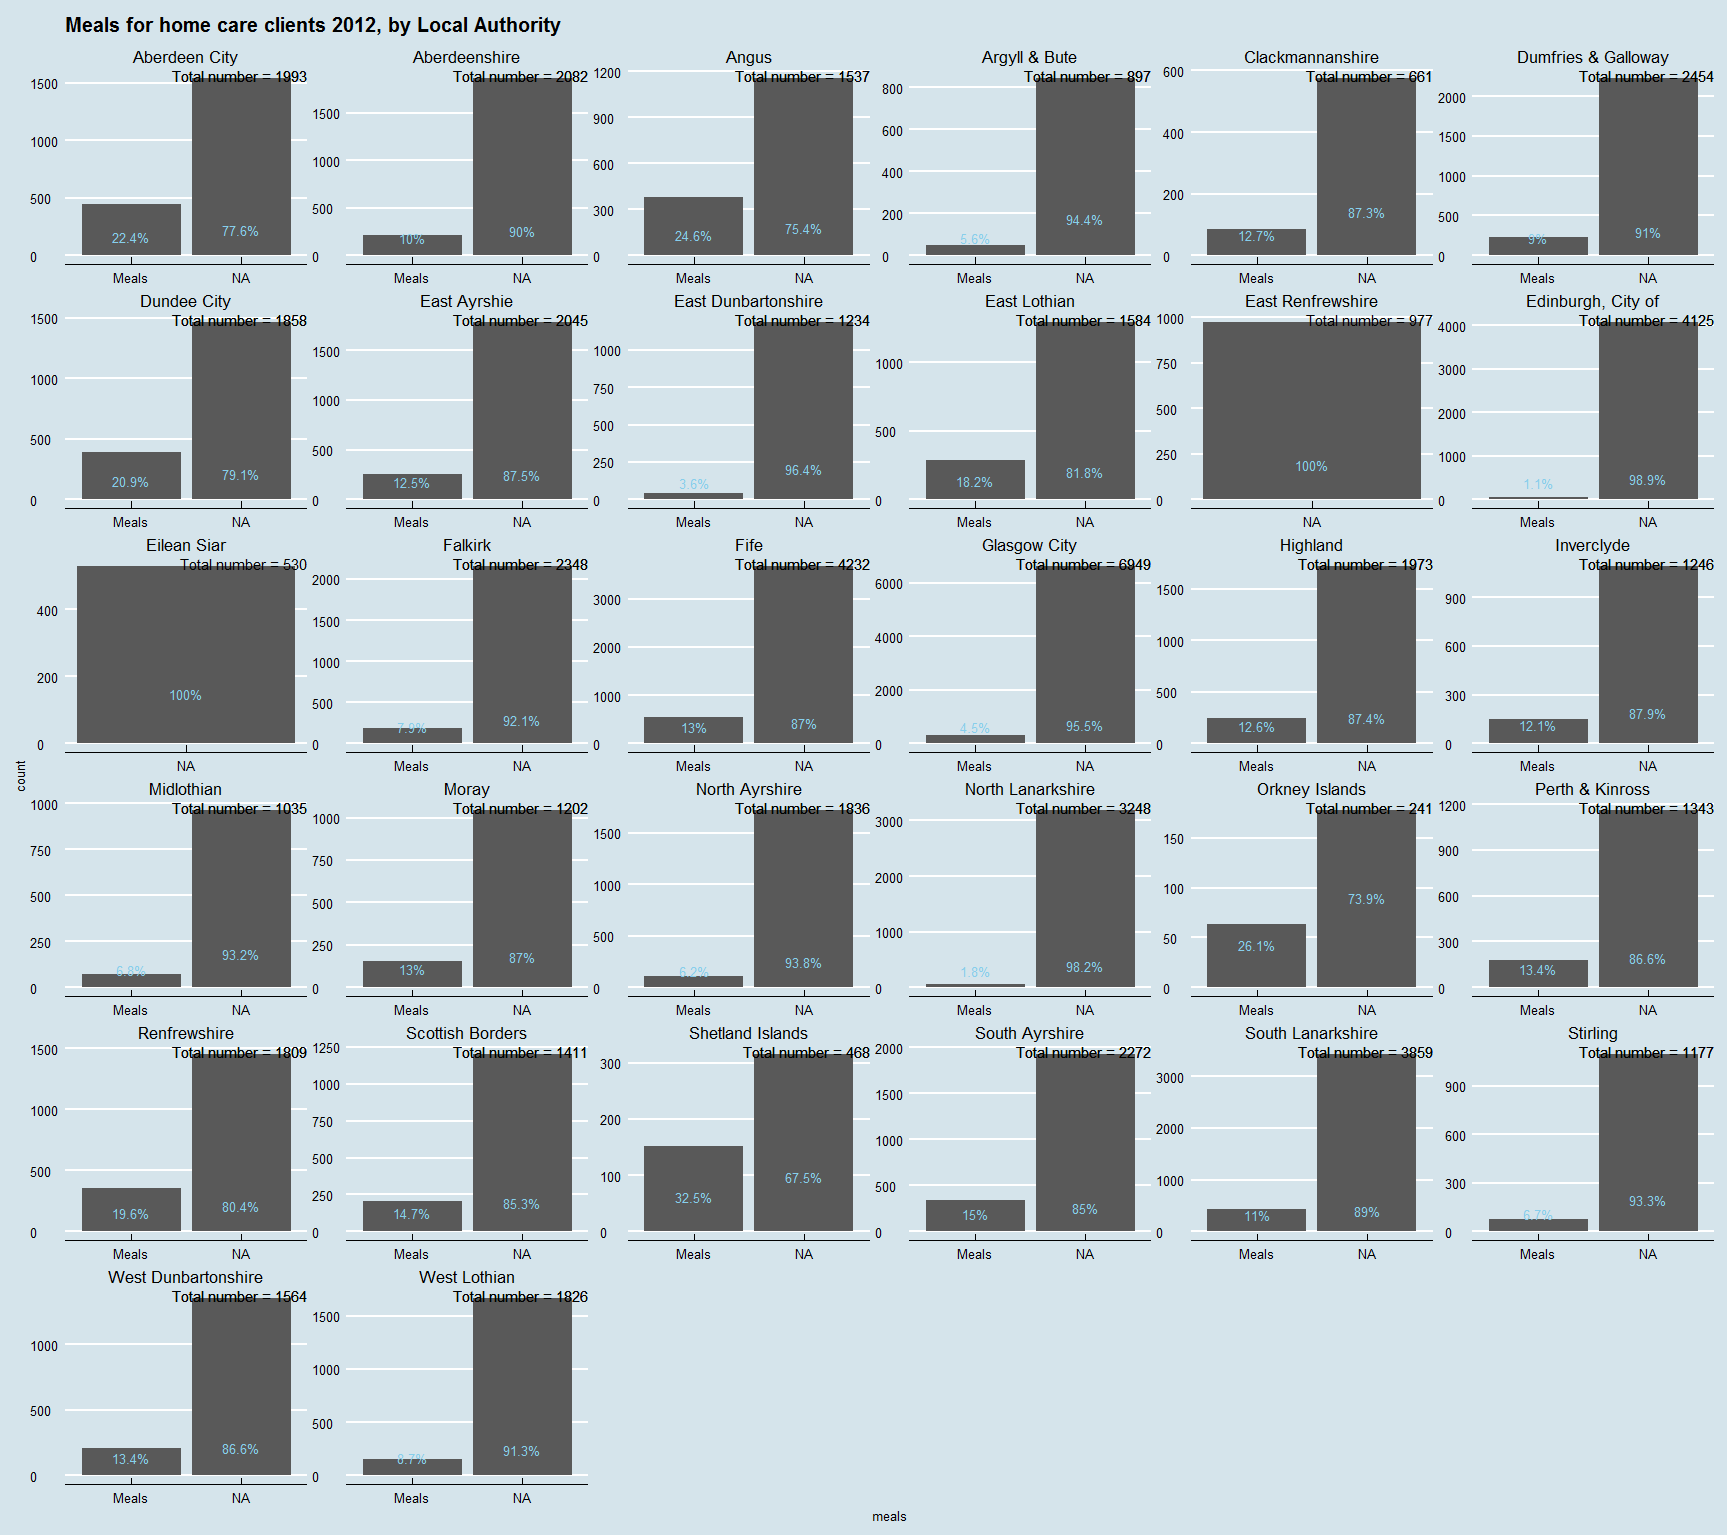 Meals for home care clients 2012, by Local Authority
Aberdeen City
Total number = 1993
1500
1000
500
0
22.4%
77.6%
Meals
NA
Aberdeenshire
Total number = 2082
1500
1000
500
0
10%
90%
Meals
NA
Angus
Total number = 1537
1200
900
600
300
0
24.6%
75.4%
Meals
NA
Argyll & Bute
Total number = 897
800
600
400
200
0
5.6%
94.4%
Meals
NA
Clackmannanshire
Total number = 661
600
400
200
0
12.7%
87.3%
Meals
NA
Dumfries & Galloway
Total number = 2454
2000
1500
1000
500
0
9%
91%
Meals
NA
Dundee City
Total number = 1858
1500
1000
500
0
20.9%
79.1%
Meals
NA
East Ayrshie
Total number = 2045
1500
1000
500
0
12.5%
87.5%
Meals
NA
East Dunbartonshire
Total number = 1234
1000
750
500
250
0
3.6%
96.4%
Meals
NA
East Lothian
Total number = 1584
1000
500
0
18.2%
81.8%
Meals
NA
East Renfrewshire
Total number = 977
1000
750
500
250
0
100%
NA
Edinburgh, City of
Total number = 4125
4000
3000
2000
1000
0
1.1%
98.9%
Meals
NA
Eilean Siar
Total number = 530
400
200
0
100%
NA
Falkirk
Total number = 2348
2000
1500
1000
500
0
7.9%
92.1%
Meals
NA
Fife
Total number = 4232
3000
2000
1000
0
13%
87%
Meals
NA
Glasgow City
Total number = 6949
6000
4000
2000
0
4.5%
95.5%
Meals
NA
Highland
Total number = 1973
1500
1000
500
0
12.6%
87.4%
Meals
NA
Inverclyde
Total number = 1246
900
600
300
0
12.1%
87.9%
Meals
NA
count
Midlothian
Total number = 1035
1000
750
500
250
0
6.8%
93.2%
Meals
NA
Moray
Total number = 1202
1000
750
500
250
0
13%
87%
Meals
NA
North Ayrshire
Total number = 1836
1500
1000
500
0
6.2%
93.8%
Meals
NA
North Lanarkshire
Total number = 3248
3000
2000
1000
0
1.8%
98.2%
Meals
NA
Orkney Islands
Total number = 241
150
100
50
0
26.1%
73.9%
Meals
NA
Perth & Kinross
Total number = 1343
1200
900
600
300
0
13.4%
86.6%
Meals
NA
Renfrewshire
Total number = 1809
1500
1000
500
0
19.6%
80.4%
Meals
NA
Scottish Borders
Total number = 1411
1250
1000
750
500
250
0
14.7%
85.3%
Meals
NA
Shetland Islands
Total number = 468
300
200
100
0
32.5%
67.5%
Meals
NA
South Ayrshire
Total number = 2272
2000
1500
1000
500
0
15%
85%
Meals
NA
South Lanarkshire
Total number = 3859
3000
2000
1000
0
11%
89%
Meals
NA
Stirling
Total number = 1177
900
600
300
0
6.7%
93.3%
Meals
NA
West Dunbartonshire
Total number = 1564
1000
500
0
13.4%
86.6%
Meals
NA
West Lothian
Total number = 1826
1500
1000
500
0
8.7%
91.3%
Meals
NA
meals